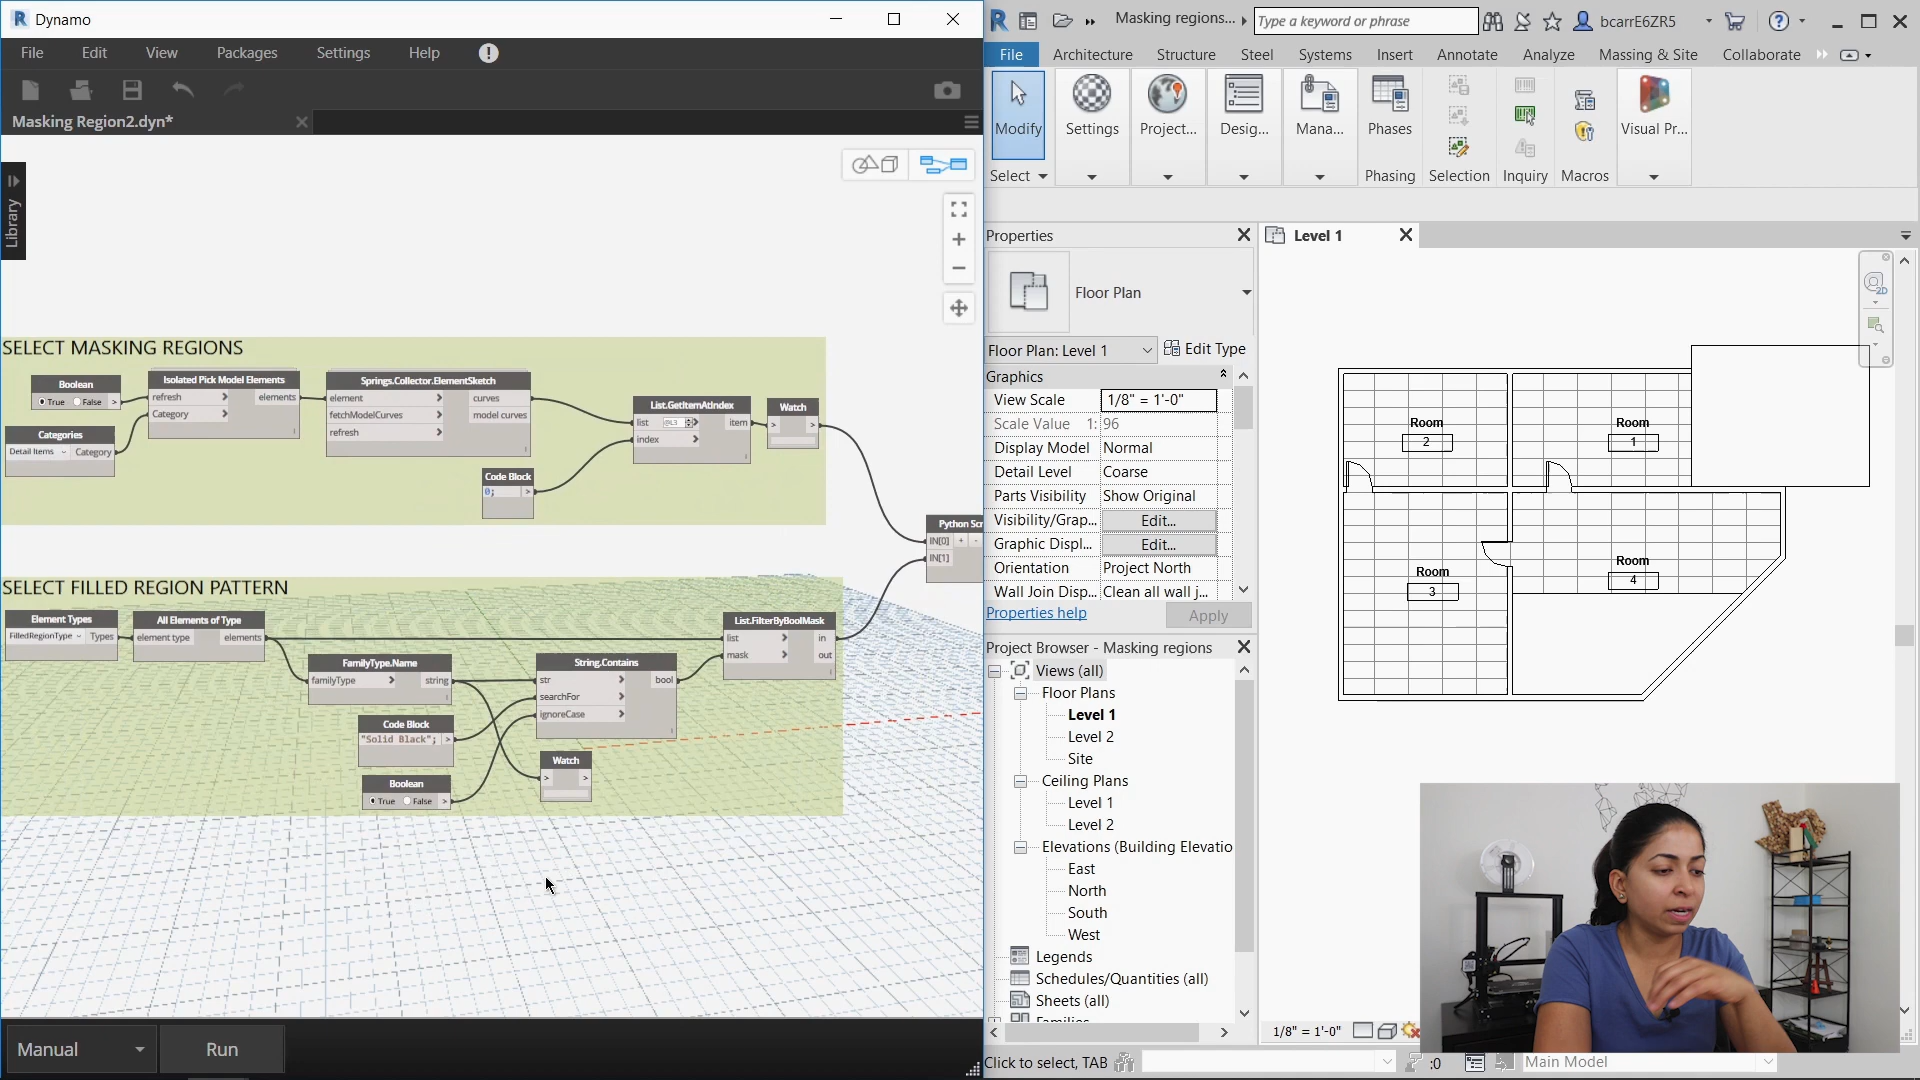 Dynamo
File Edit View Packages Settings Help
Masking Region2.dyn*
Library
SELECT MASKING REGIONS
Boolean
True False >
Categories
Detail Items Category
Isolated Pick Model Elements
refresh > elements
Category >
Springs.Collector.ElementSketch
element > curves
fetchModelCurves > model curves
refresh >
Code Block
0; >
List.GetItemAtIndex
list @L3 > item
index >
Watch
> >
Python Scr
IN[0] + -
IN[1]
SELECT FILLED REGION PATTERN
Element Types
FilledRegionType Types
All Elements of Type
element type elements
FamilyType.Name
familyType > string
Code Block
"Solid Black"; >
Boolean
True False >
String.Contains
str > bool
searchFor >
ignoreCase >
Watch
> >
List.FilterByBoolMask
list > in
mask > out
Manual Run
Masking regions... Type a keyword or phrase bcarrE6ZR5
File Architecture Structure Steel Systems Insert Annotate Analyze Massing & Site Collaborate
Modify Settings Project... Desig... Mana... Phases Visual Pr...
Select Phasing Selection Inquiry Macros
Properties
Floor Plan
Floor Plan: Level 1 Edit Type
Graphics
View Scale 1/8" = 1'-0"
Scale Value 1: 96
Display Model Normal
Detail Level Coarse
Parts Visibility Show Original
Visibility/Grap... Edit...
Graphic Displ... Edit...
Orientation Project North
Wall Join Disp... Clean all wall j...
Properties help Apply
Project Browser - Masking regions
Views (all)
Floor Plans
Level 1
Level 2
Site
Ceiling Plans
Level 1
Level 2
Elevations (Building Elevatio
East
North
South
West
Legends
Schedules/Quantities (all)
Sheets (all)
Families
Level 1
2D
Room
2
Room
1
Room
3
Room
4
1/8" = 1'-0"
Click to select, TAB :0 Main Model